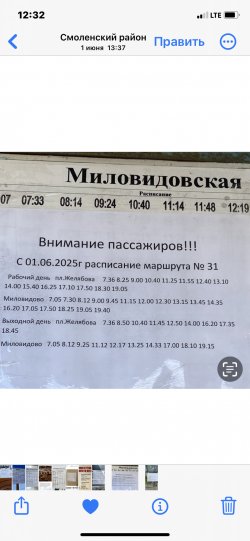 12:32
LTE
Смоленский район
1 июня 13:37
Править
Миловидовская
Расписание
07 07:33 08:14 09:24 10:40 11:14 11:48 12:19
Внимание пассажиров!!!
С 01.06.2025г расписание маршрута № 31
Рабочий день пл.Желябова 7.36 8.25 9.00 10.40 11.25 11.55 12.40 13.10
14.00 15.40 16.25 17.10 17.50 18.30 19.05
Миловидово 7.05 7.30 8.12 9.00 9.45 11.15 12.00 12.30 13.15 13.45 14.35
16.20 17.05 17.50 18.25 19.05 19.40
Выходной день пл.Желябова 7.36 8.50 10.40 11.45 12.50 14.00 16.20 17.35
18.45
Миловидово 7.05 8.12 9.25 11.12 12.17 13.25 14.33 17.00 18.10 19.15